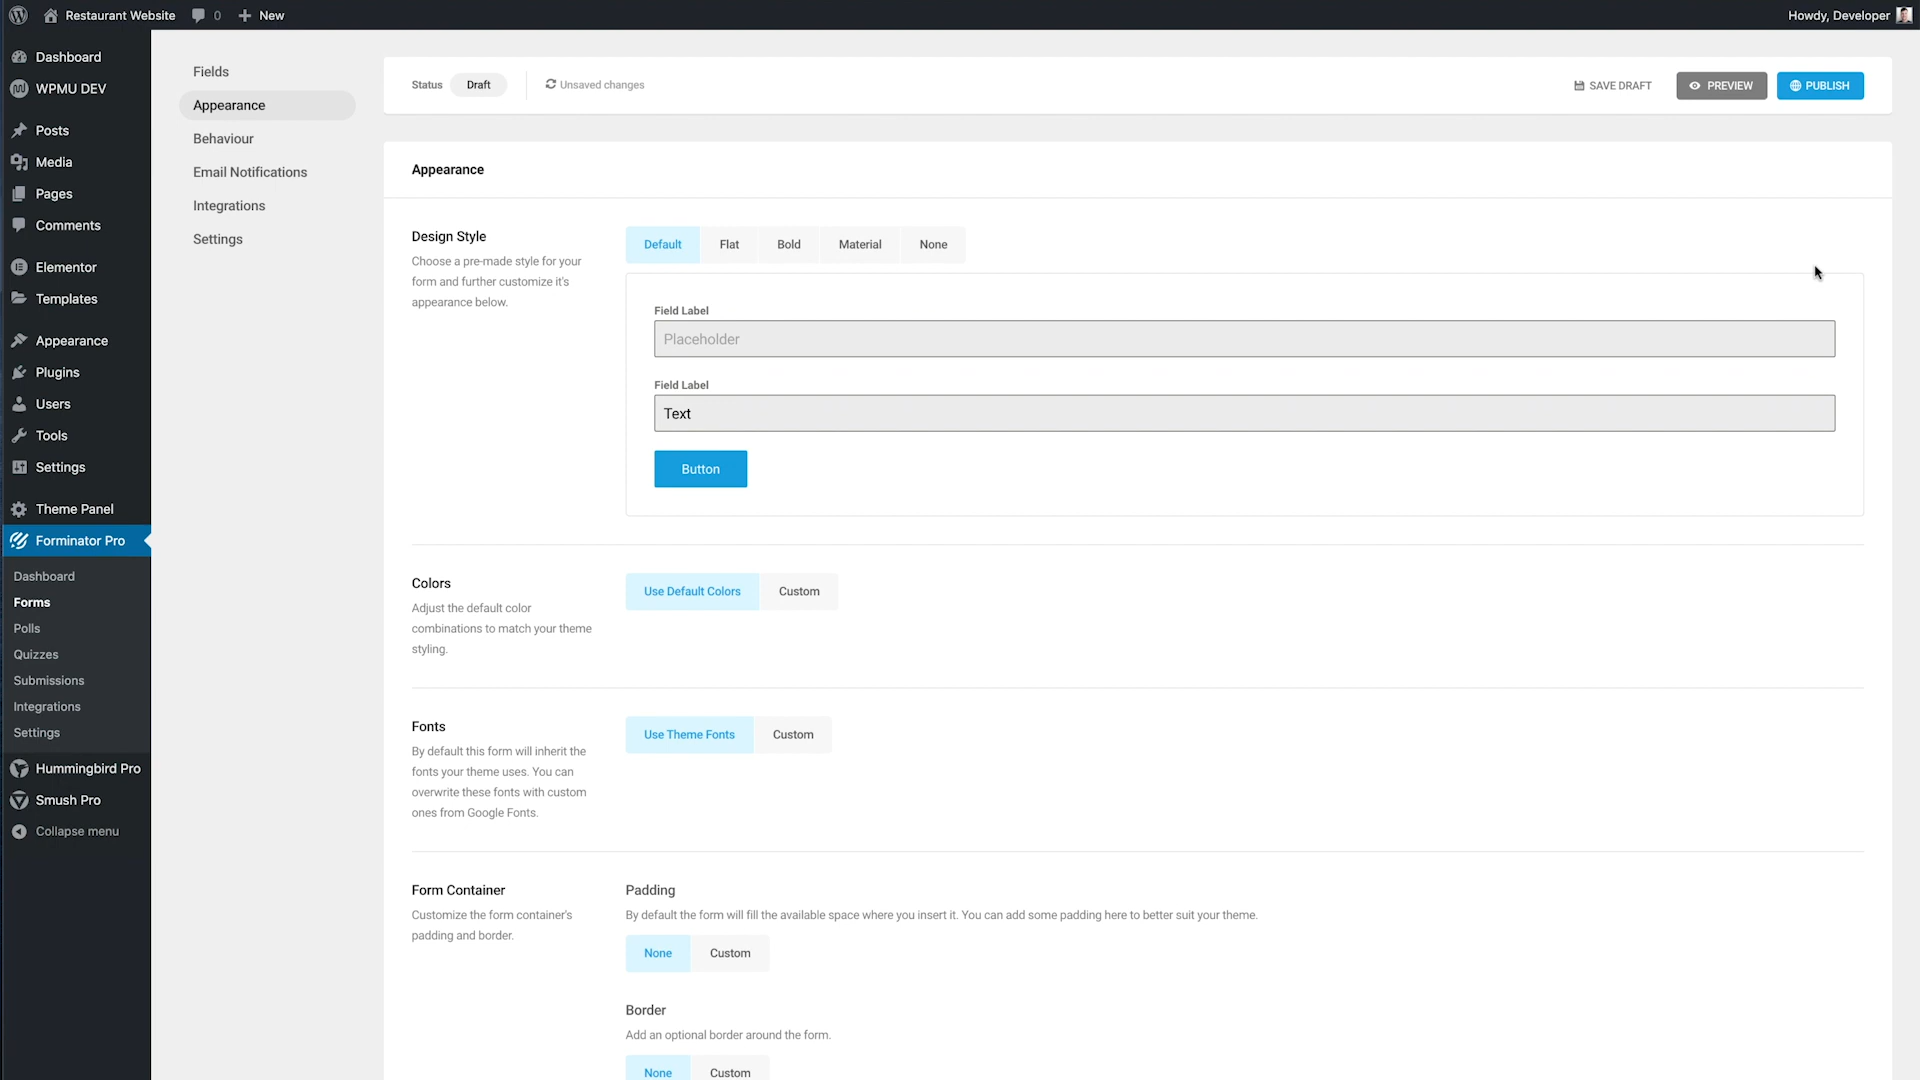 Restaurant Website
0
New
Howdy, Developer
Dashboard
WPMU DEV
Posts
Media
Pages
Comments
Elementor
Templates
Appearance
Plugins
Users
Tools
Settings
Theme Panel
Forminator Pro
Dashboard
Forms
Polls
Quizzes
Submissions
Integrations
Settings
Hummingbird Pro
Smush Pro
Collapse menu
Fields
Appearance
Behaviour
Email Notifications
Integrations
Settings
Status
Draft
Unsaved changes
SAVE DRAFT
PREVIEW
PUBLISH
Appearance
Design Style
Choose a pre-made style for your
form and further customize it's
appearance below.
Default
Flat
Bold
Material
None
Field Label
Placeholder
Field Label
Text
Button
Colors
Adjust the default color
combinations to match your theme
styling.
Use Default Colors
Custom
Fonts
By default this form will inherit the
fonts your theme uses. You can
overwrite these fonts with custom
ones from Google Fonts.
Use Theme Fonts
Custom
Form Container
Customize the form container's
padding and border.
Padding
By default the form will fill the available space where you insert it. You can add some padding here to better suit your theme.
None
Custom
Border
Add an optional border around the form.
None
Custom